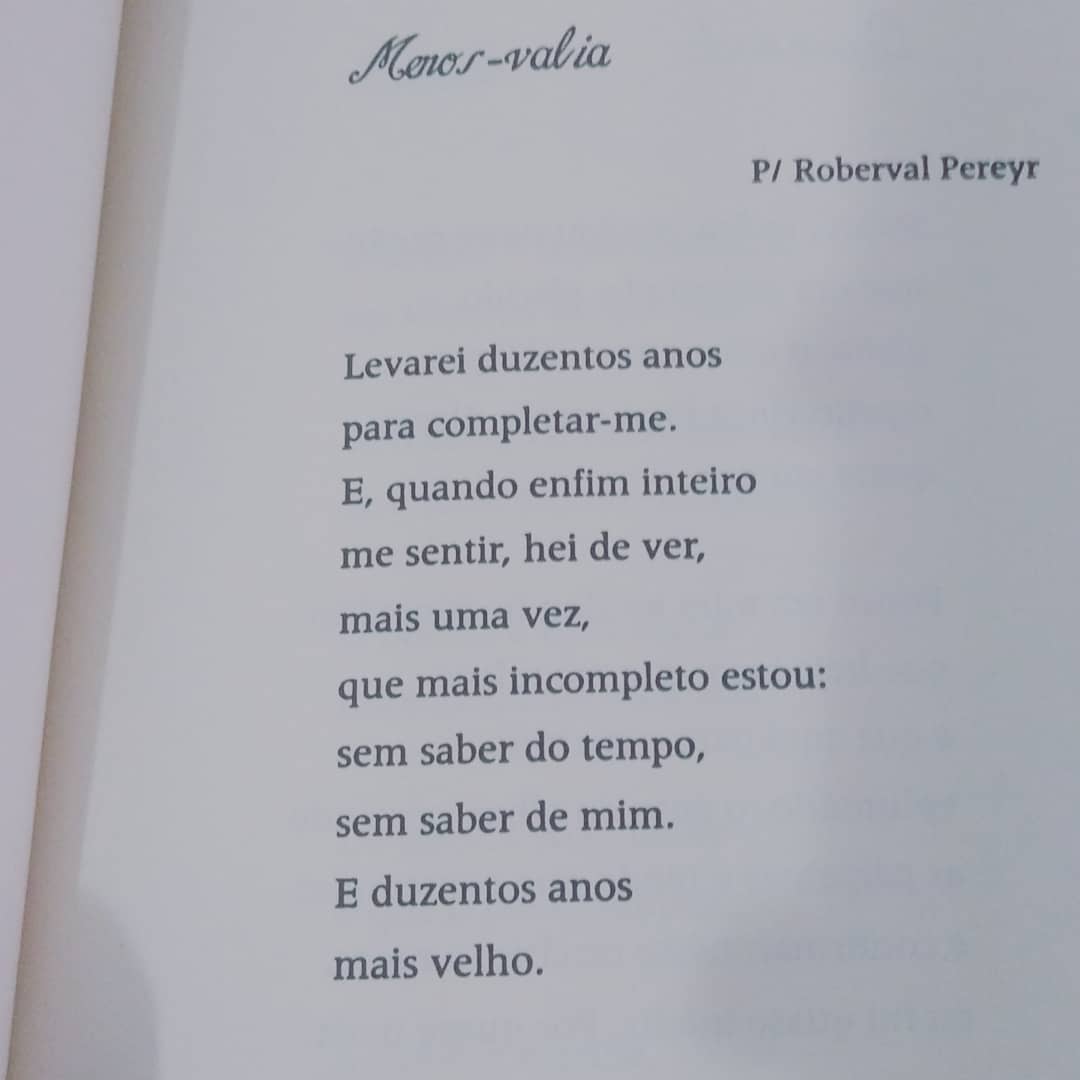 Menos-valia
P/ Roberval Pereyr
Levarei duzentos anos
para completar-me.
E, quando enfim inteiro
me sentir, hei de ver,
mais uma vez,
que mais incompleto estou:
sem saber do tempo,
sem saber de mim.
E duzentos anos
mais velho.